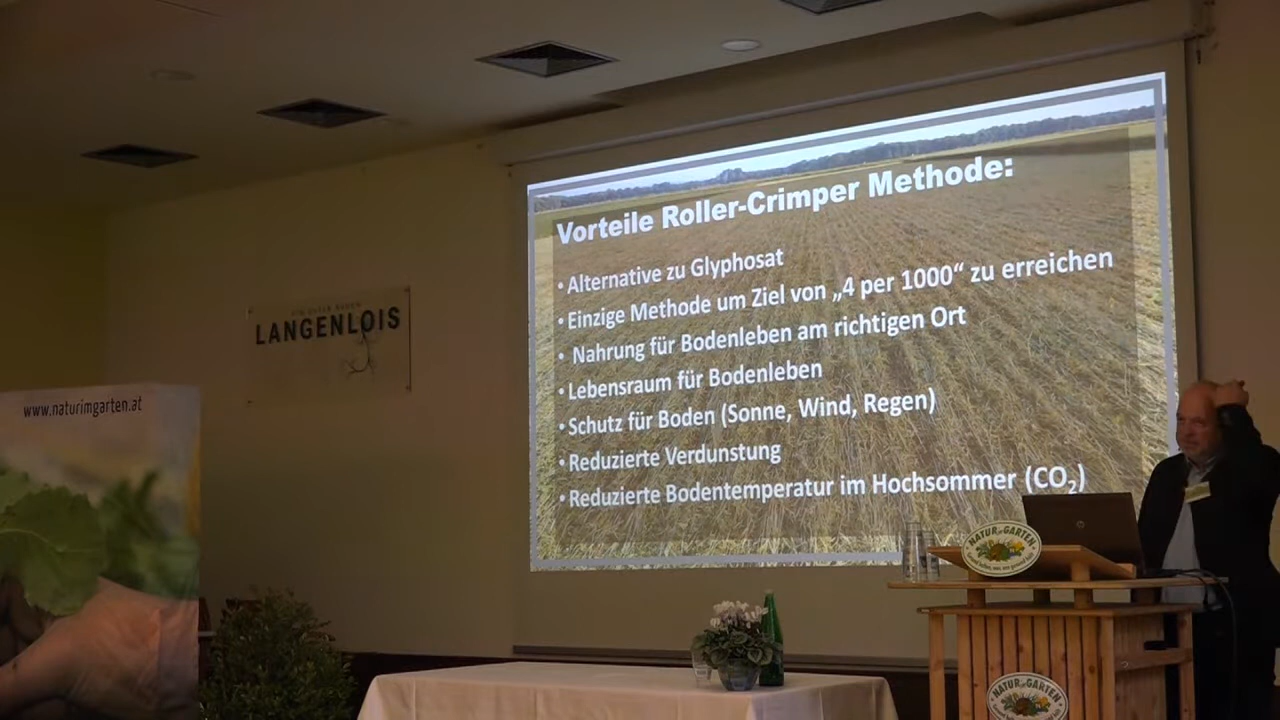 Vorteile Roller-Crimper Methode:
• Alternative zu Glyphosat
• Einzige Methode um Ziel von „4 per 1000“ zu erreichen
• Nahrung für Bodenleben am richtigen Ort
• Lebensraum für Bodenleben
• Schutz für Boden (Sonne, Wind, Regen)
• Reduzierte Verdunstung
• Reduzierte Bodentemperatur im Hochsommer (CO₂)
LANGENLOIS
www.naturimgarten.at
NATUR im GARTEN
NATUR im GARTEN